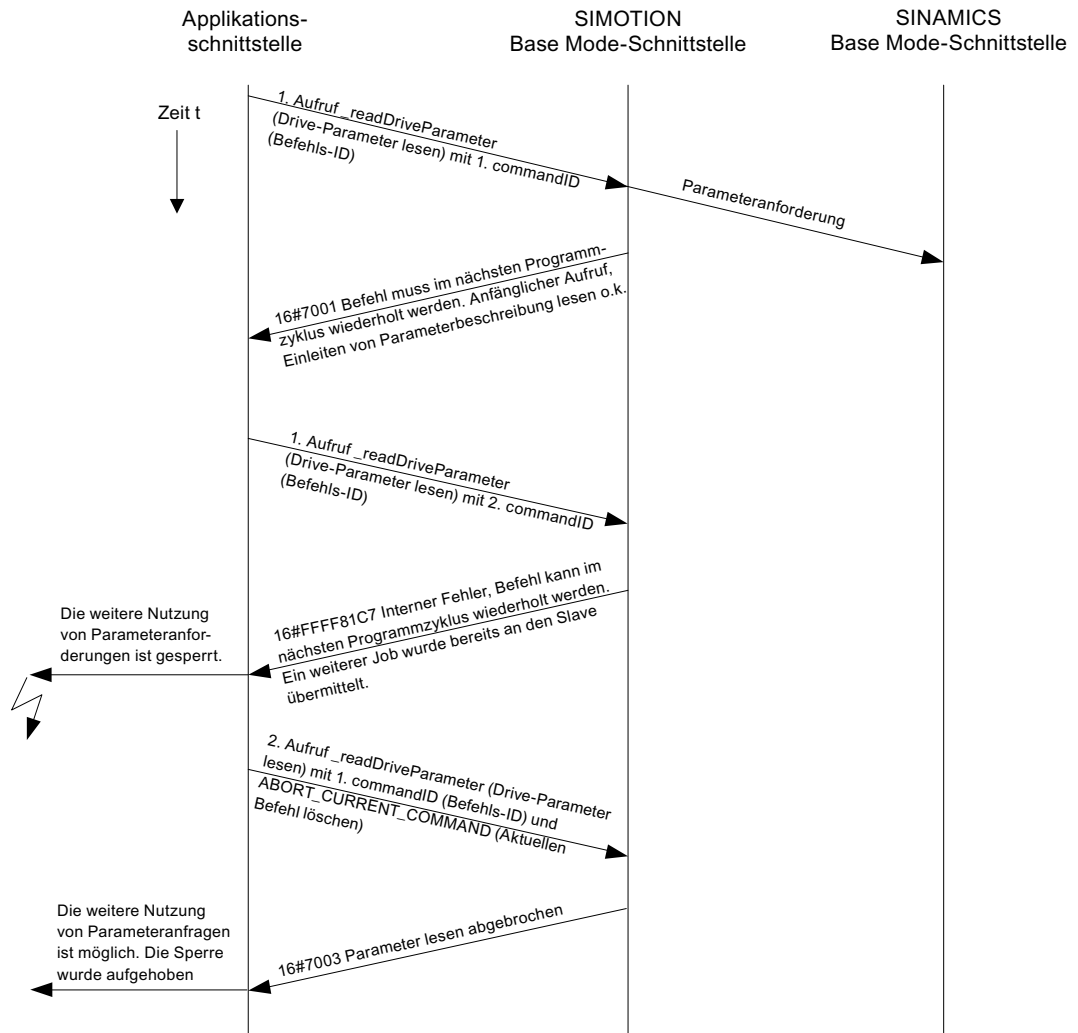 Applikations-
schnittstelle
SIMOTION
Base Mode-Schnittstelle
SINAMICS
Base Mode-Schnittstelle
Zeit t
1. Aufruf _readDriveParameter
(Drive-Parameter lesen) mit 1. commandID
(Befehls-ID)
Parameteranforderung
16#7001 Befehl muss im nächsten Programm-
zyklus wiederholt werden. Anfänglicher Aufruf,
Einleiten von Parameterbeschreibung lesen o.k.
1. Aufruf _readDriveParameter
(Drive-Parameter lesen) mit 2. commandID
(Befehls-ID)
16#FFFF81C7 Interner Fehler, Befehl kann im
nächsten Programmzyklus wiederholt werden.
Ein weiterer Job wurde bereits an den Slave
übermittelt.
Die weitere Nutzung
von Parameteranfor-
derungen ist gesperrt.
2. Aufruf _readDriveParameter (Drive-Parameter
lesen) mit 1. commandID (Befehls-ID) und
ABORT_CURRENT_COMMAND (Aktuellen
Befehl löschen)
Die weitere Nutzung
von Parameteranfragen
ist möglich. Die Sperre
wurde aufgehoben
16#7003 Parameter lesen abgebrochen